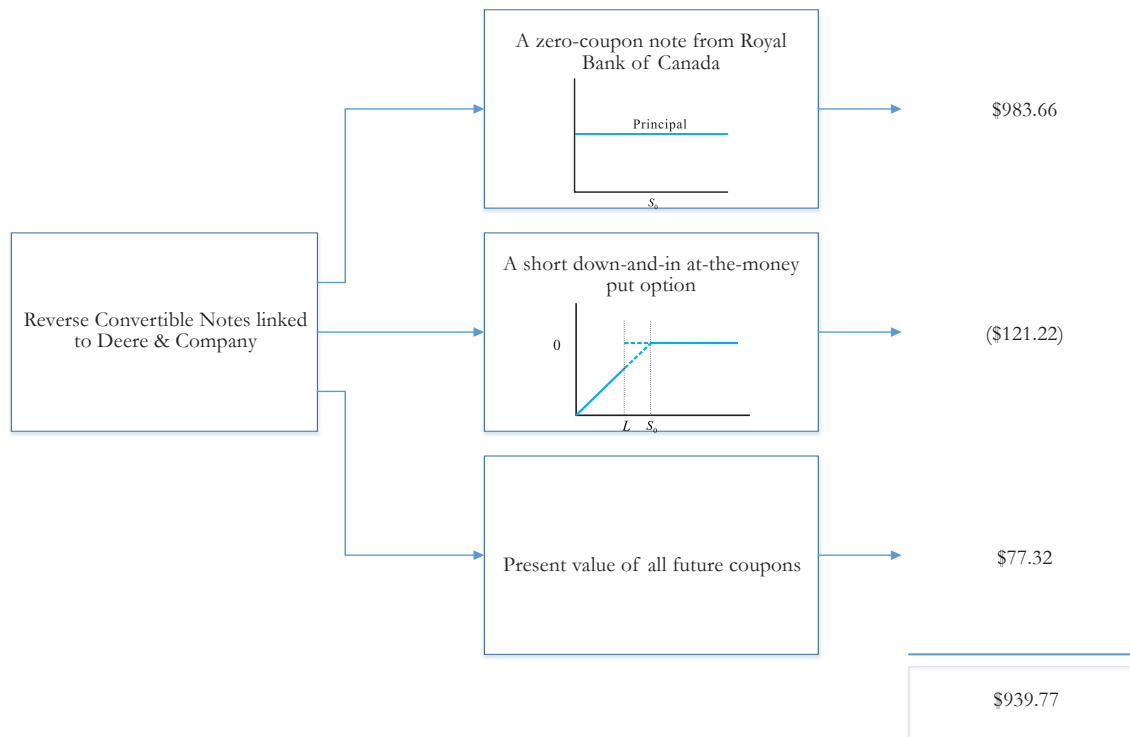 A zero-coupon note from Royal
Bank of Canada
Principal
S₀
$983.66
Reverse Convertible Notes linked
to Deere & Company
A short down-and-in at-the-money
put option
0
L S₀
($121.22)
Present value of all future coupons
$77.32
$939.77